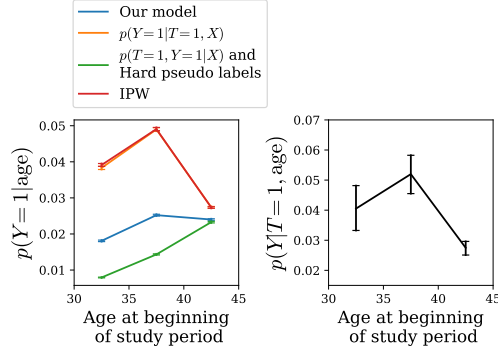 Our model
p(Y=1|T=1, X)
p(T=1, Y=1|X) and
Hard pseudo labels
IPW
p(Y=1|age)
0.05
0.04
0.03
0.02
0.01
30 35 40 45
Age at beginning
of study period
p(Y|T=1, age)
0.07
0.06
0.05
0.04
0.03
0.02
30 35 40 45
Age at beginning
of study period